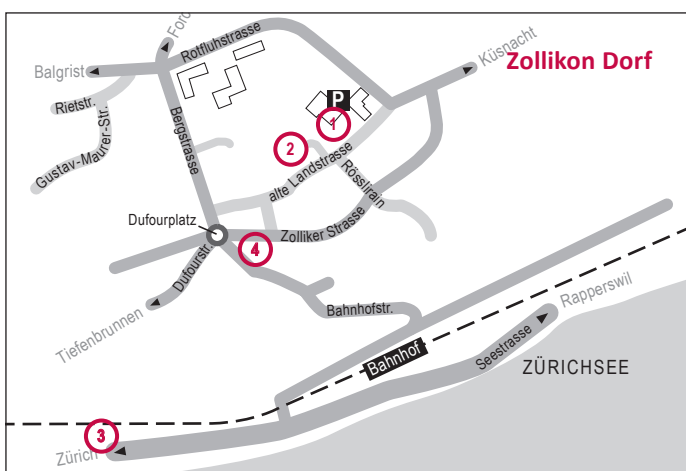 Forc
Rotfluhstrasse
Küsnacht
Zollikon Dorf
Balgrist
Rietstr.
P
1
Gustav-Maurer-Str.
Bergstrasse
2
alte Landstrasse
Rösslirain
Dufourplatz
Zolliker Strasse
4
Dufourstr.
Bahnhofstr.
Tiefenbrunnen
Rapperswil
Bahnhof
Seestrasse
ZÜRICHSEE
3
Zürich